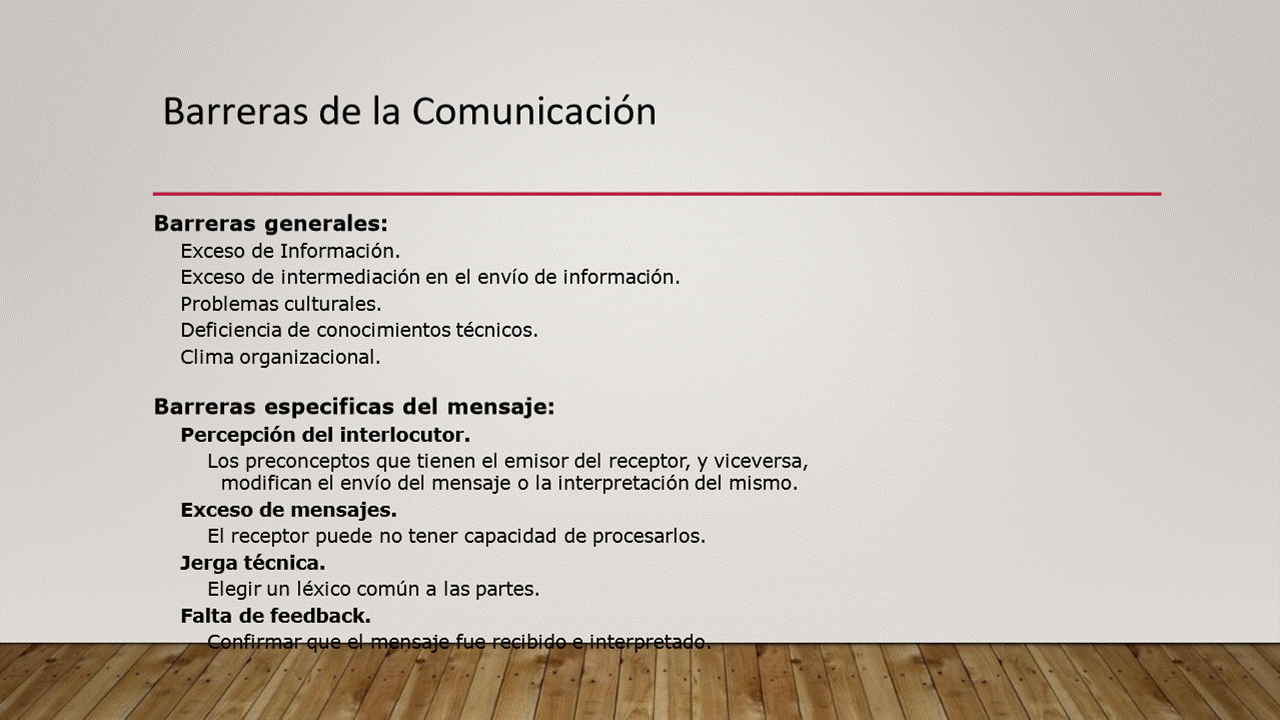 Barreras de la Comunicación
Barreras generales:
Exceso de Información.
Exceso de intermediación en el envío de información.
Problemas culturales.
Deficiencia de conocimientos técnicos.
Clima organizacional.
Barreras especificas del mensaje:
Percepción del interlocutor.
Los preconceptos que tienen el emisor del receptor, y viceversa,
modifican el envío del mensaje o la interpretación del mismo.
Exceso de mensajes.
El receptor puede no tener capacidad de procesarlos.
Jerga técnica.
Elegir un léxico común a las partes.
Falta de feedback.
Confirmar que el mensaje fue recibido e interpretado.